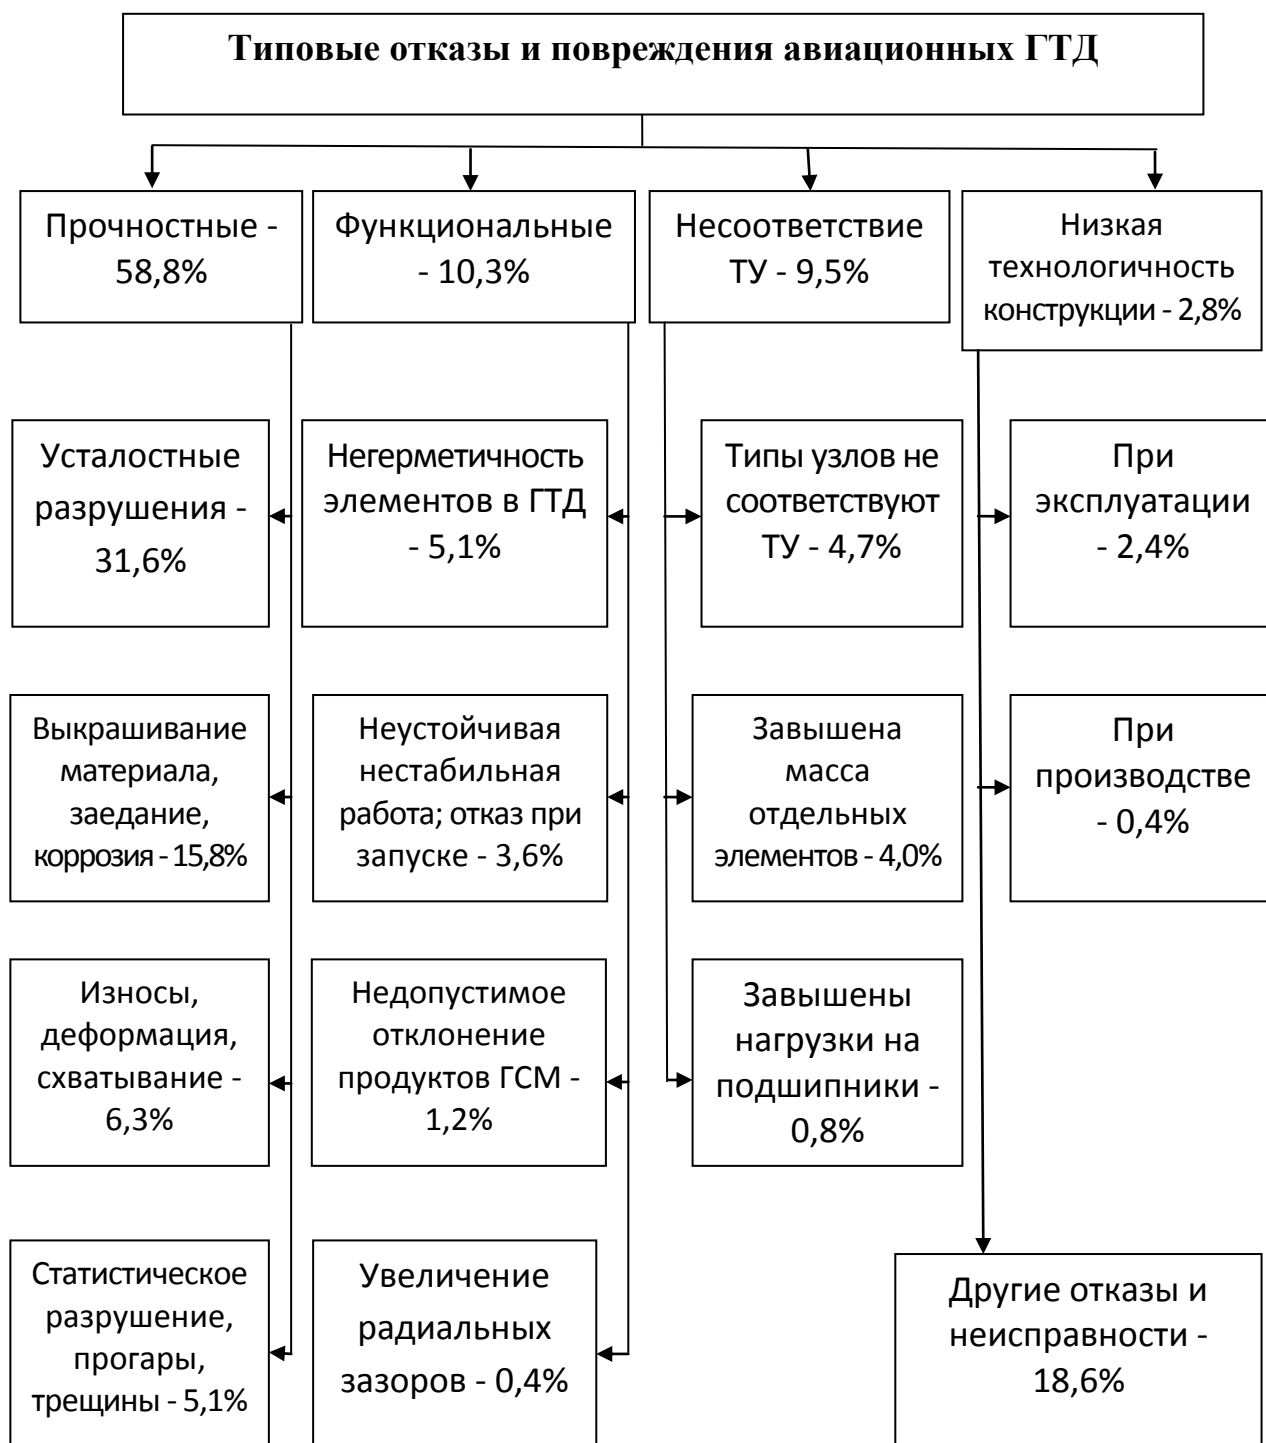 Типовые отказы и повреждения авиационных ГТД
Прочностные -
58,8%
Функциональные
- 10,3%
Несоответствие
ТУ - 9,5%
Низкая
технологичность
конструкции - 2,8%
Усталостные
разрушения -
31,6%
Негерметичность
элементов в ГТД
- 5,1%
Типы узлов не
соответствуют
ТУ - 4,7%
При
эксплуатации
- 2,4%
Выкрашивание
материала,
заедание,
коррозия - 15,8%
Неустойчивая
нестабильная
работа; отказ при
запуске - 3,6%
Завышена
масса
отдельных
элементов - 4,0%
При
производстве
- 0,4%
Износы,
деформация,
схватывание -
6,3%
Недопустимое
отклонение
продуктов ГСМ -
1,2%
Завышены
нагрузки на
подшипники -
0,8%
Статистическое
разрушение,
прогары,
трещины - 5,1%
Увеличение
радиальных
зазоров - 0,4%
Другие отказы и
неисправности -
18,6%